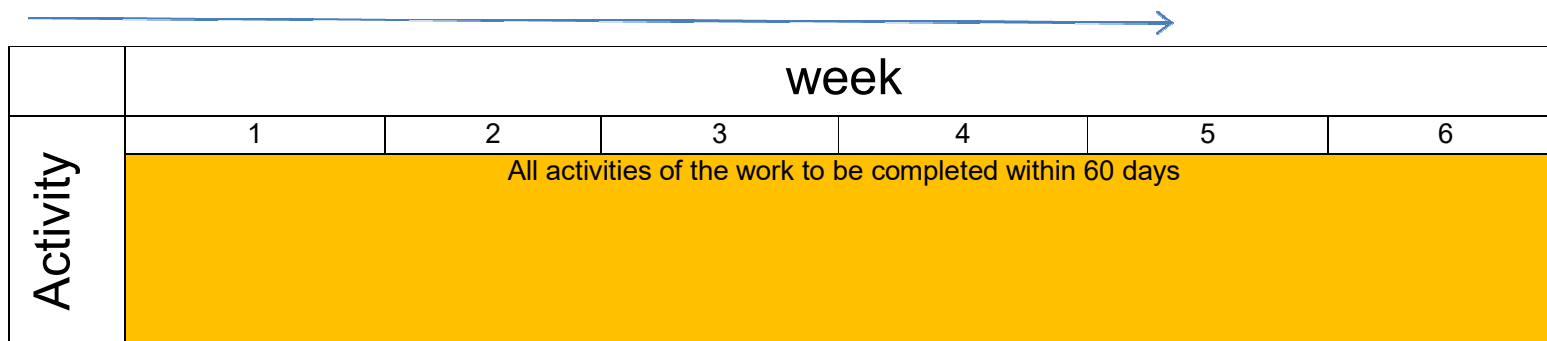 week
1 2 3 4 5 6
Activity
All activities of the work to be completed within 60 days